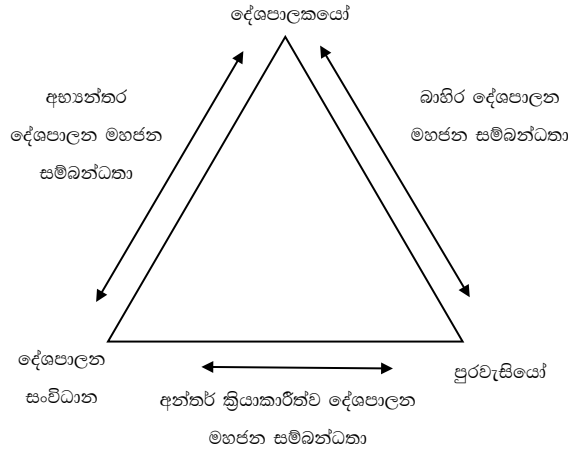 දේශපාලකයෝ
අභ්‍යන්තර
දේශපාලන මහජන
සම්බන්ධතා
බාහිර දේශපාලන
මහජන සම්බන්ධතා
දේශපාලන
සංවිධාන
පුරවැසියෝ
අන්තර් ක්‍රියාකාරීත්ව දේශපාලන
මහජන සම්බන්ධතා